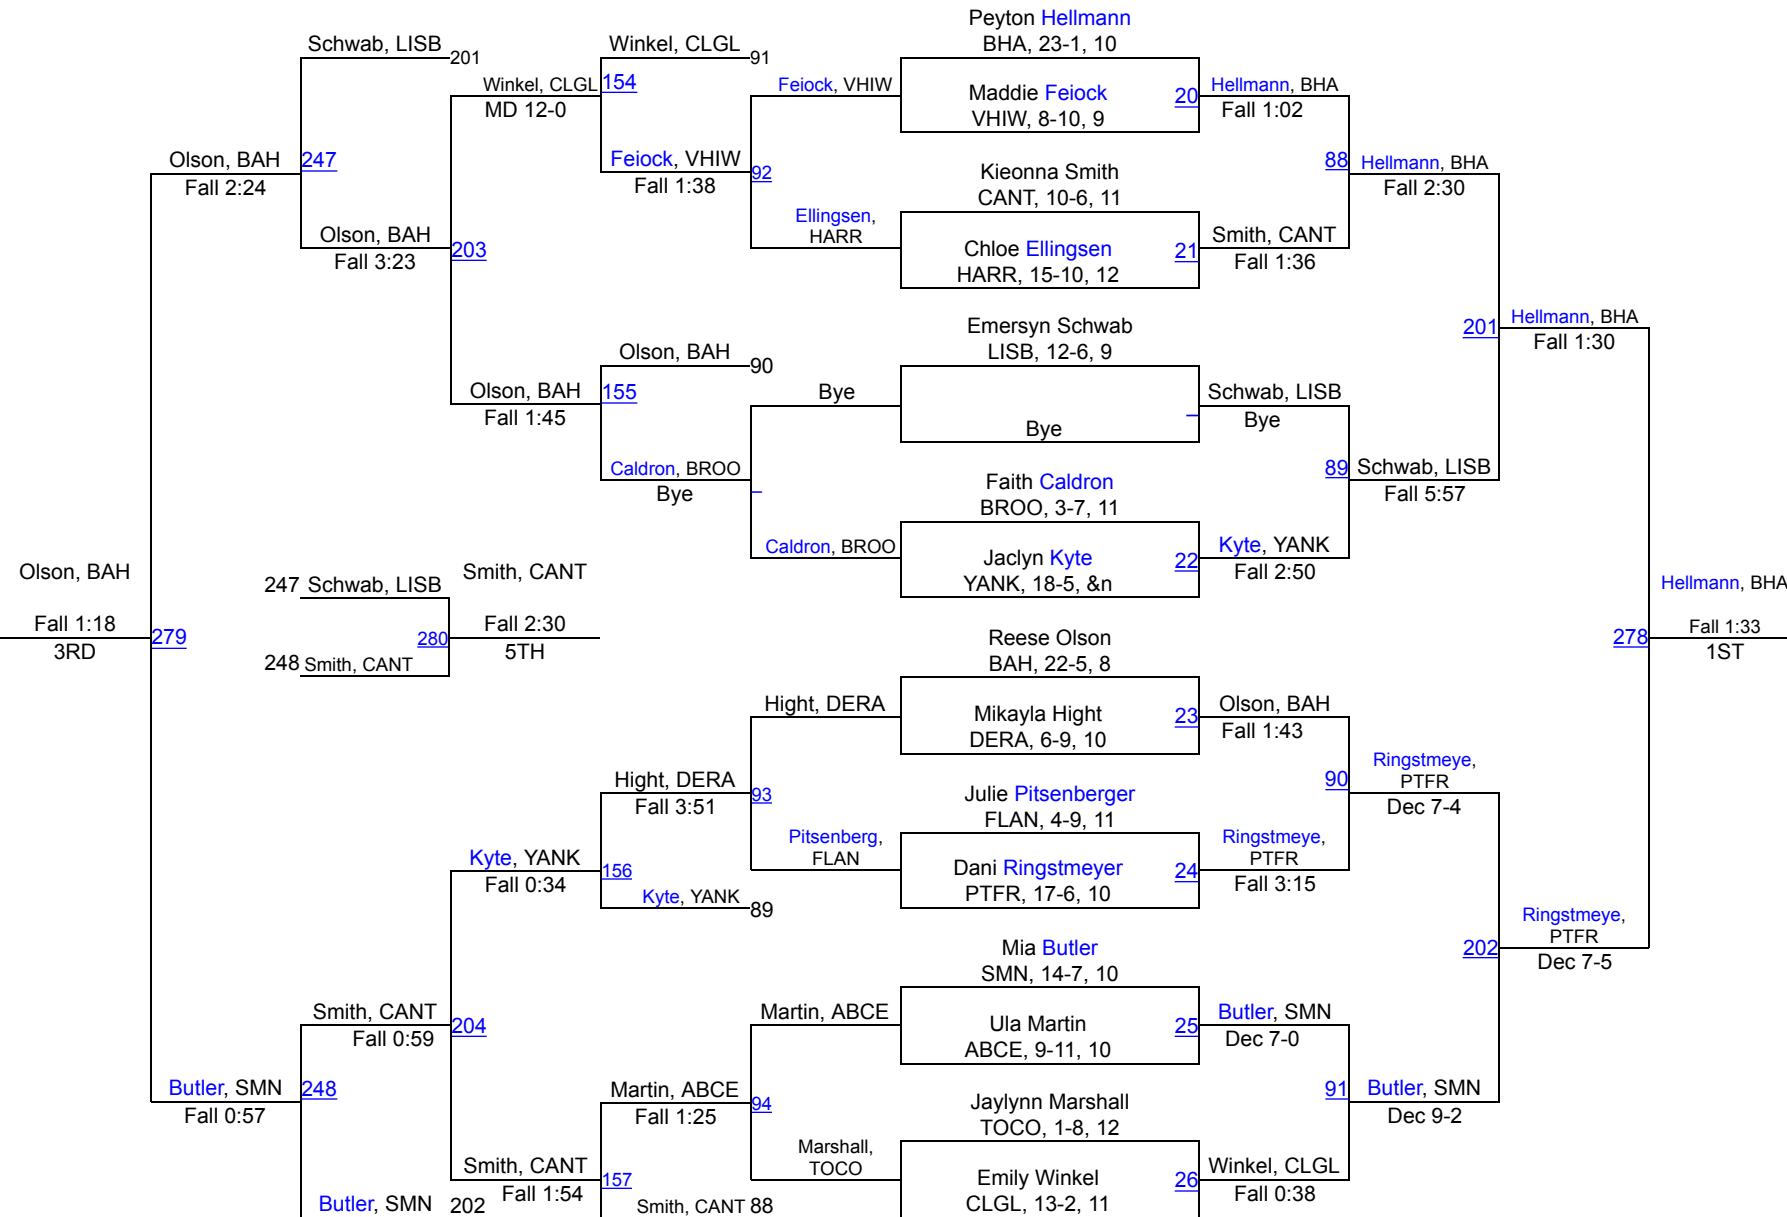 Peyton Hellmann
BHA, 23-1, 10
Schwab, LISB
201
Winkel, CLGL
91
Winkel, CLGL
154
MD 12-0
Feiock, VHIW
Maddie Feiock
VHIW, 8-10, 9
20
Hellmann, BHA
Fall 1:02
Olson, BAH
247
Fall 2:24
Feiock, VHIW
92
Fall 1:38
Kieonna Smith
CANT, 10-6, 11
88
Hellmann, BHA
Fall 2:30
Olson, BAH
203
Fall 3:23
Ellingsen,
HARR
Chloe Ellingsen
HARR, 15-10, 12
21
Smith, CANT
Fall 1:36
Emersyn Schwab
LISB, 12-6, 9
201
Hellmann, BHA
Fall 1:30
Olson, BAH
90
Olson, BAH
155
Fall 1:45
Bye
Bye
Schwab, LISB
Bye
Caldron, BROO
Bye
Faith Caldron
BROO, 3-7, 11
89
Schwab, LISB
Fall 5:57
Caldron, BROO
Jaclyn Kyte
YANK, 18-5, &n
22
Kyte, YANK
Fall 2:50
Olson, BAH
247
Schwab, LISB
Smith, CANT
Hellmann, BHA
Fall 1:18
3RD
279
280
Fall 2:30
5TH
278
Fall 1:33
1ST
248
Smith, CANT
Reese Olson
BAH, 22-5, 8
Hight, DERA
Mikayla Hight
DERA, 6-9, 10
23
Olson, BAH
Fall 1:43
Hight, DERA
93
Fall 3:51
Julie Pitsenberger
FLAN, 4-9, 11
90
Ringstmeye,
PTFR
Dec 7-4
Kyte, YANK
156
Fall 0:34
Pitsenberg,
FLAN
Dani Ringstmeyer
PTFR, 17-6, 10
24
Ringstmeye,
PTFR
Fall 3:15
Kyte, YANK
89
Mia Butler
SMN, 14-7, 10
202
Ringstmeye,
PTFR
Dec 7-5
Smith, CANT
204
Fall 0:59
Martin, ABCE
Ula Martin
ABCE, 9-11, 10
25
Butler, SMN
Dec 7-0
Butler, SMN
248
Fall 0:57
Martin, ABCE
94
Fall 1:25
Jaylynn Marshall
TOCO, 1-8, 12
91
Butler, SMN
Dec 9-2
Smith, CANT
157
Fall 1:54
Marshall,
TOCO
Emily Winkel
CLGL, 13-2, 11
26
Winkel, CLGL
Fall 0:38
Butler, SMN
202
Smith, CANT
88